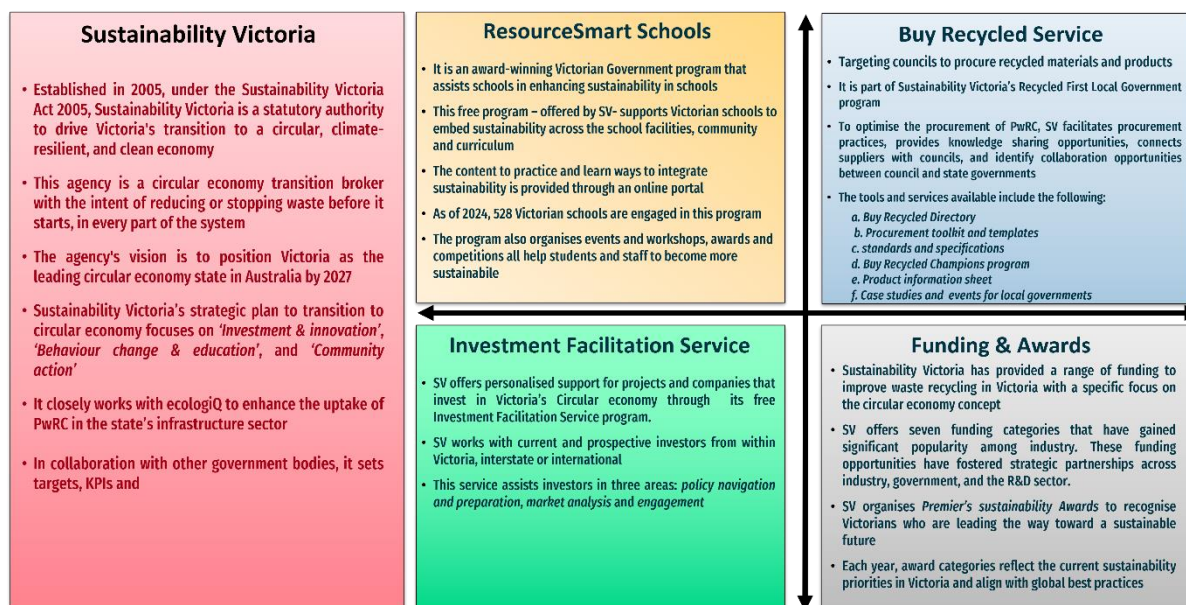 Sustainability Victoria
• Established in 2005, under the Sustainability Victoria
Act 2005, Sustainability Victoria is a statutory authority
to drive Victoria's transition to a circular, climate-
resilient, and clean economy
• This agency is a circular economy transition broker
with the intent of reducing or stopping waste before it
starts, in every part of the system
• The agency's vision is to position Victoria as the
leading circular economy state in Australia by 2027
• Sustainability Victoria's strategic plan to transition to
circular economy focuses on 'Investment & innovation',
'Behaviour change & education', and 'Community
action'
• It closely works with ecologiQ to enhance the uptake of
PwRC in the state's infrastructure sector
• In collaboration with other government bodies, it sets
targets, KPIs and
ResourceSmart Schools
• It is an award-winning Victorian Government program that
assists schools in enhancing sustainability in schools
• This free program – offered by SV- supports Victorian schools to
embed sustainability across the school facilities, community
and curriculum
• The content to practice and learn ways to integrate
sustainability is provided through an online portal
• As of 2024, 528 Victorian schools are engaged in this program
• The program also organises events and workshops, awards and
competitions all help students and staff to become more
sustainabile
Buy Recycled Service
• Targeting councils to procure recycled materials and products
• It is part of Sustainability Victoria's Recycled First Local Government
program
• To optimise the procurement of PwRC, SV facilitates procurement
practices, provides knowledge sharing opportunities, connects
suppliers with councils, and identify collaboration opportunities
between council and state governments
• The tools and services available include the following:
a. Buy Recycled Directory
b. Procurement toolkit and templates
c. standards and specifications
d. Buy Recycled Champions program
e. Product information sheet
f. Case studies and events for local governments
Investment Facilitation Service
• SV offers personalised support for projects and companies that
invest in Victoria's Circular economy through its free
Investment Facilitation Service program.
• SV works with current and prospective investors from within
Victoria, interstate or international
• This service assists investors in three areas: policy navigation
and preparation, market analysis and engagement
Funding & Awards
• Sustainability Victoria has provided a range of funding to
improve waste recycling in Victoria with a specific focus on
the circular economy concept
• SV offers seven funding categories that have gained
significant popularity among industry. These funding
opportunities have fostered strategic partnerships across
industry, government, and the R&D sector.
• SV organises Premier's sustainability Awards to recognise
Victorians who are leading the way toward a sustainable
future
• Each year, award categories reflect the current sustainability
priorities in Victoria and align with global best practices